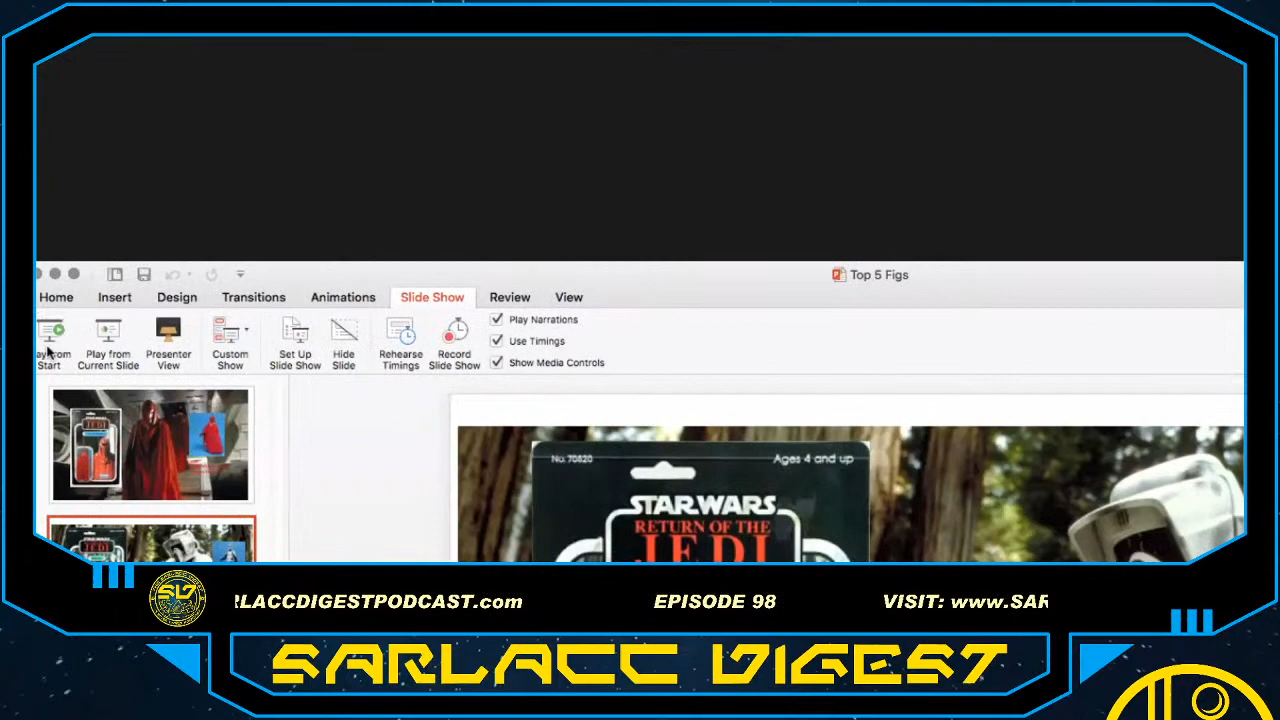 Top 5 Figs
Home Insert Design Transitions Animations Slide Show Review View
Start
Play from Current Slide
Presenter View
Custom Show
Set Up Slide Show
Hide Slide
Rehearse Timings
Record Slide Show
Play Narrations
Use Timings
Show Media Controls
No. 70820 Ages 4 and up
STAR WARS
RETURN OF THE
JEDI
LACCDIGESTPODCAST.com EPISODE 98 VISIT: www.SAR
SARLACC DIGEST